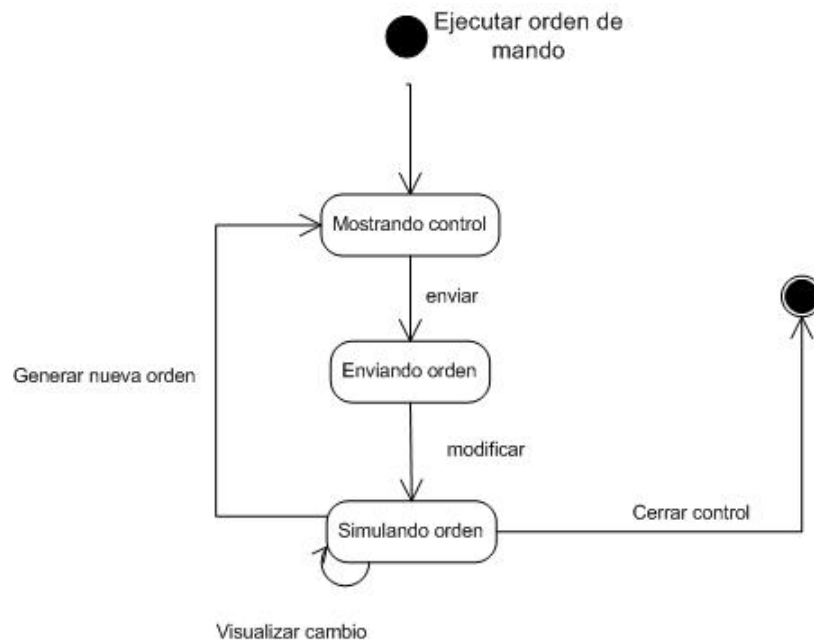 Ejecutar orden de
mando
Mostrando control
enviar
Enviando orden
Generar nueva orden
modificar
Simulando orden
Cerrar control
Visualizar cambio